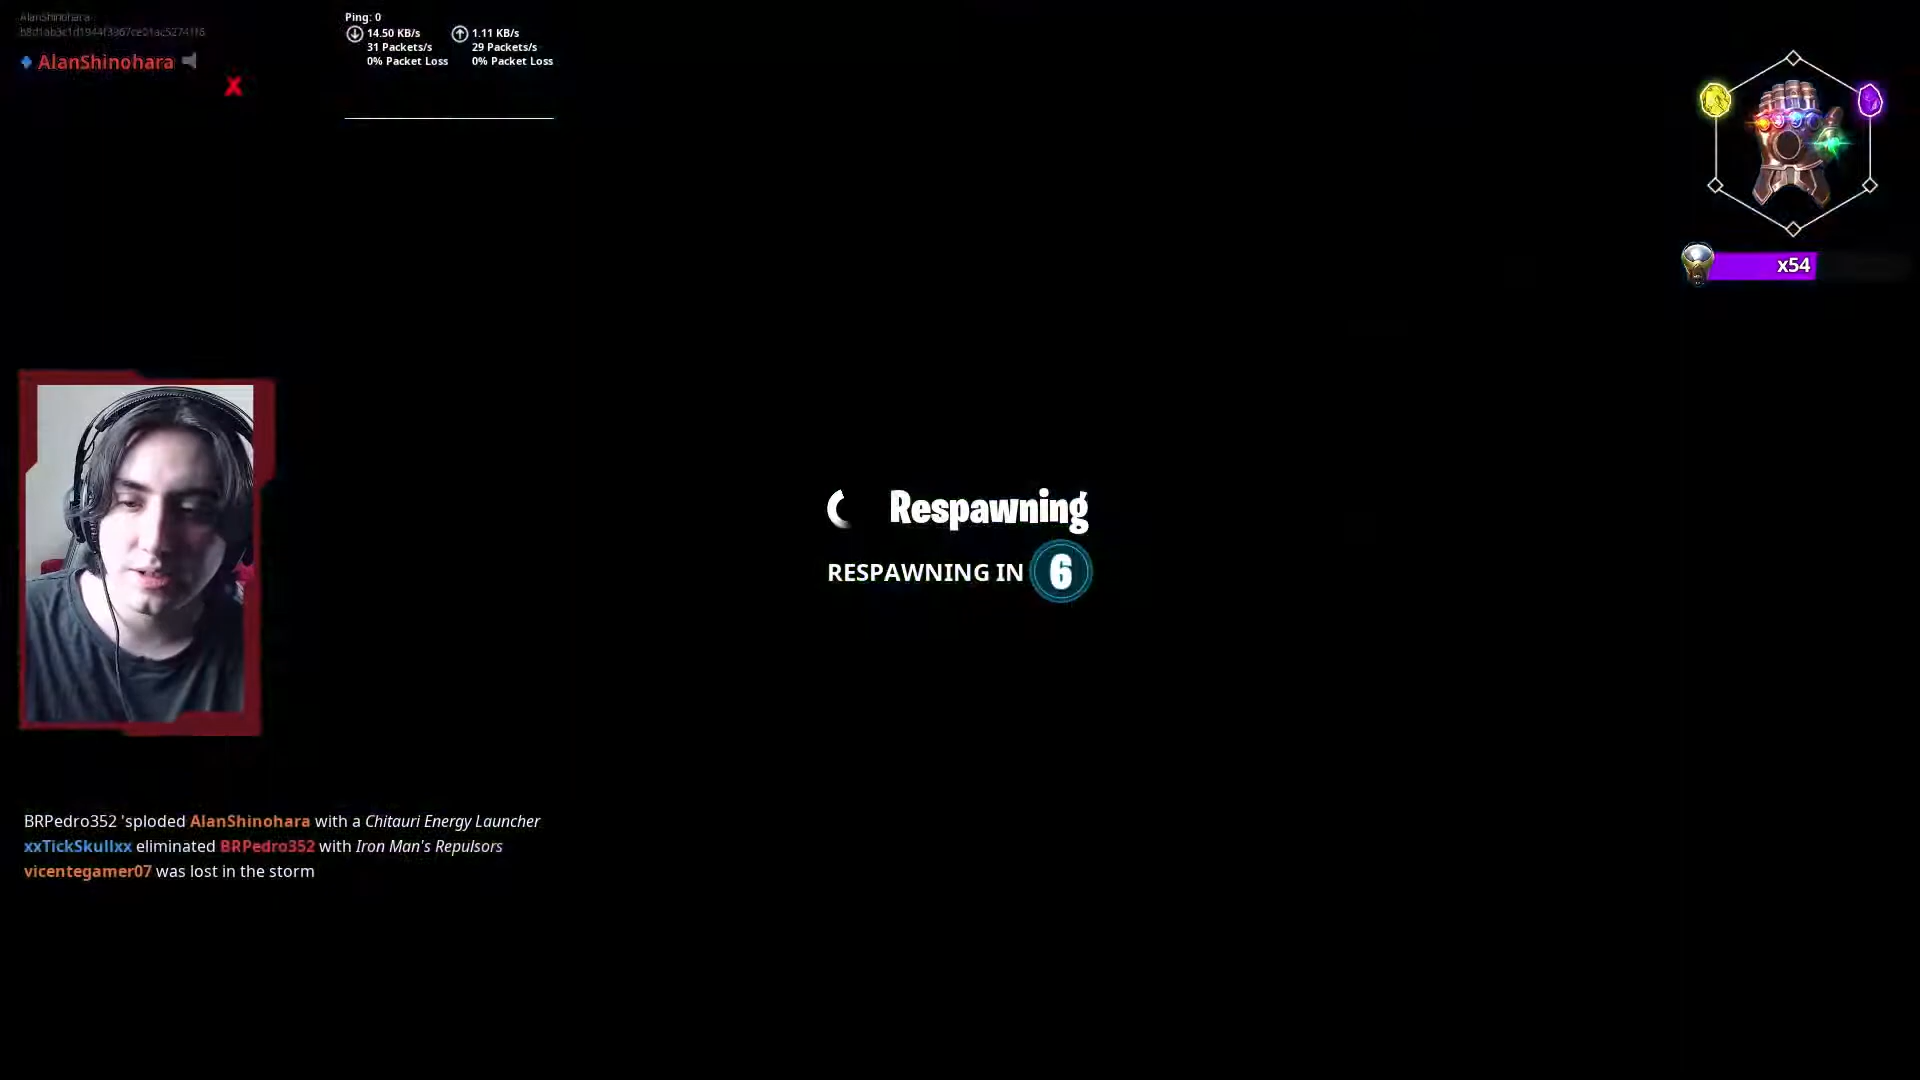 AlanShinohara
AlanShinohara
X
Ping: 0
14.50 KB/s
31 Packets/s
0% Packet Loss
1.11 KB/s
29 Packets/s
0% Packet Loss
x54
Respawning
RESPAWNING IN 6
BRPedro352 'sploded AlanShinohara with a Chitauri Energy Launcher
xxTickSkullxx eliminated BRPedro352 with Iron Man's Repulsors
vicentegamer07 was lost in the storm